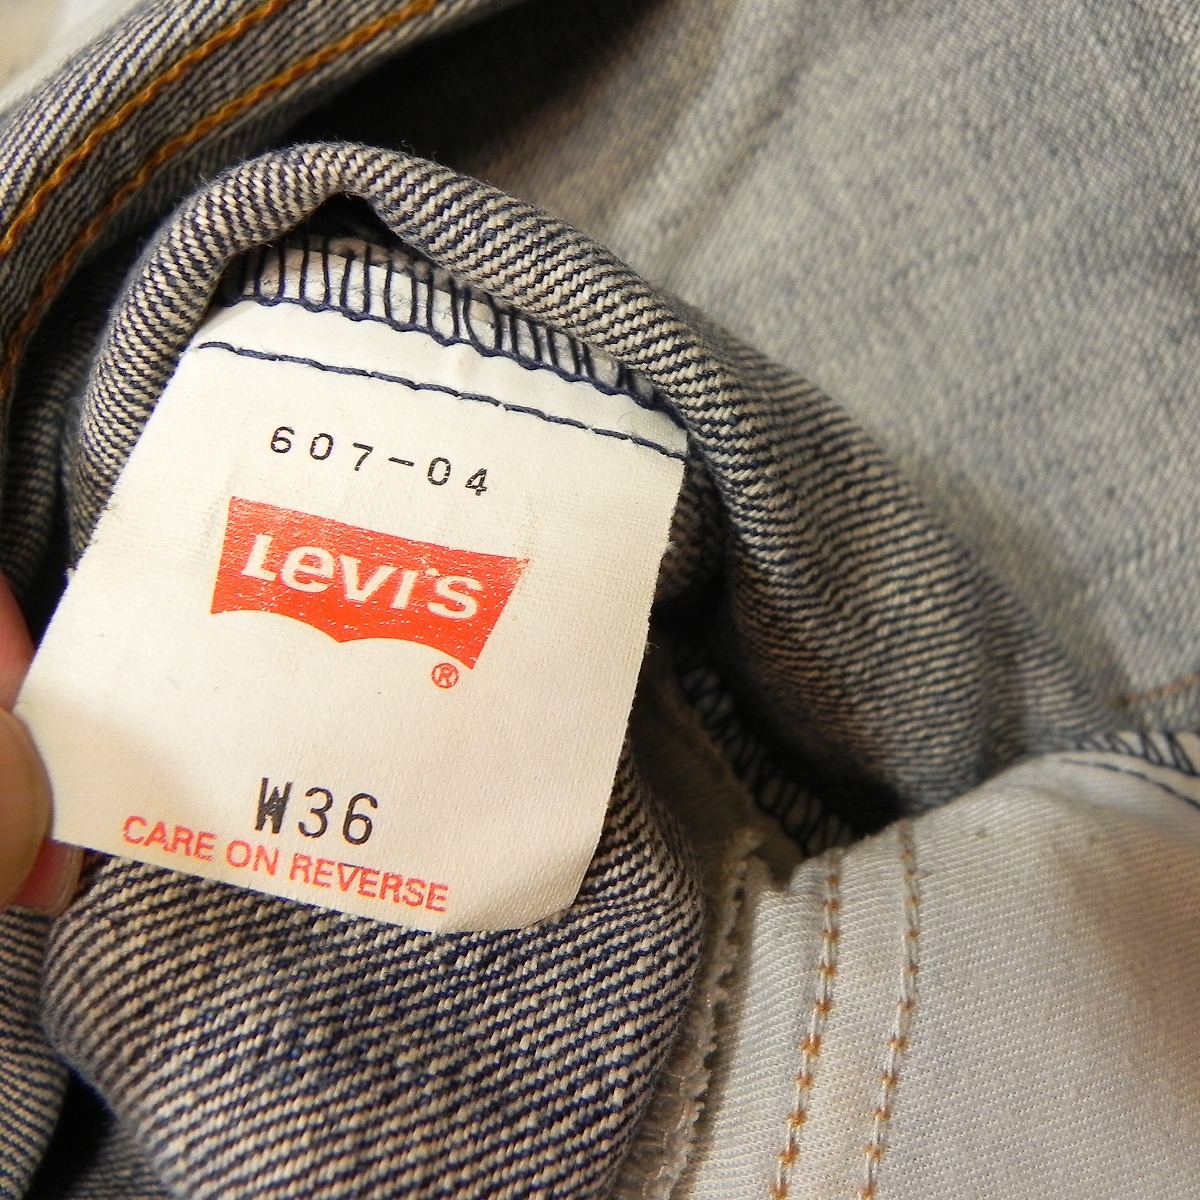 607-04
Levi's
®
W36
CARE ON REVERSE